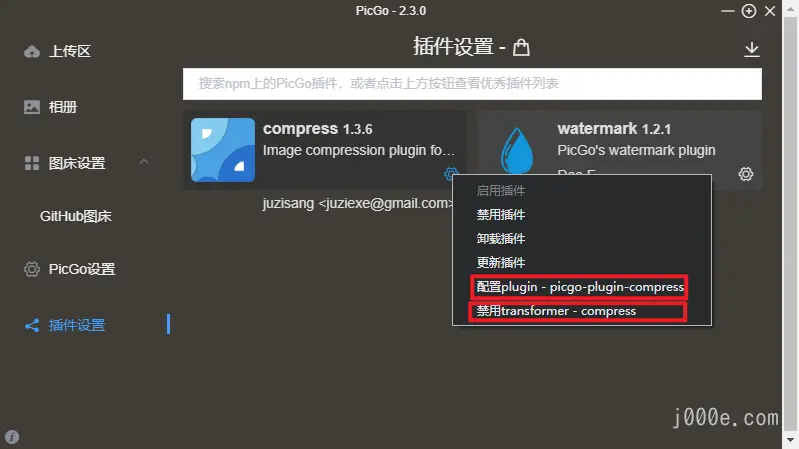 PicGo - 2.3.0
上传区
相册
图床设置
GitHub图床
PicGo设置
插件设置
插件设置 -
搜索npm上的PicGo插件，或者点击上方按钮查看优秀插件列表
compress 1.3.6
Image compression plugin fo...
juzisang <juziexe@gmail.com>
watermark 1.2.1
PicGo's watermark plugin
启用插件
禁用插件
卸载插件
更新插件
配置plugin - picgo-plugin-compress
禁用transformer - compress
j000e.com